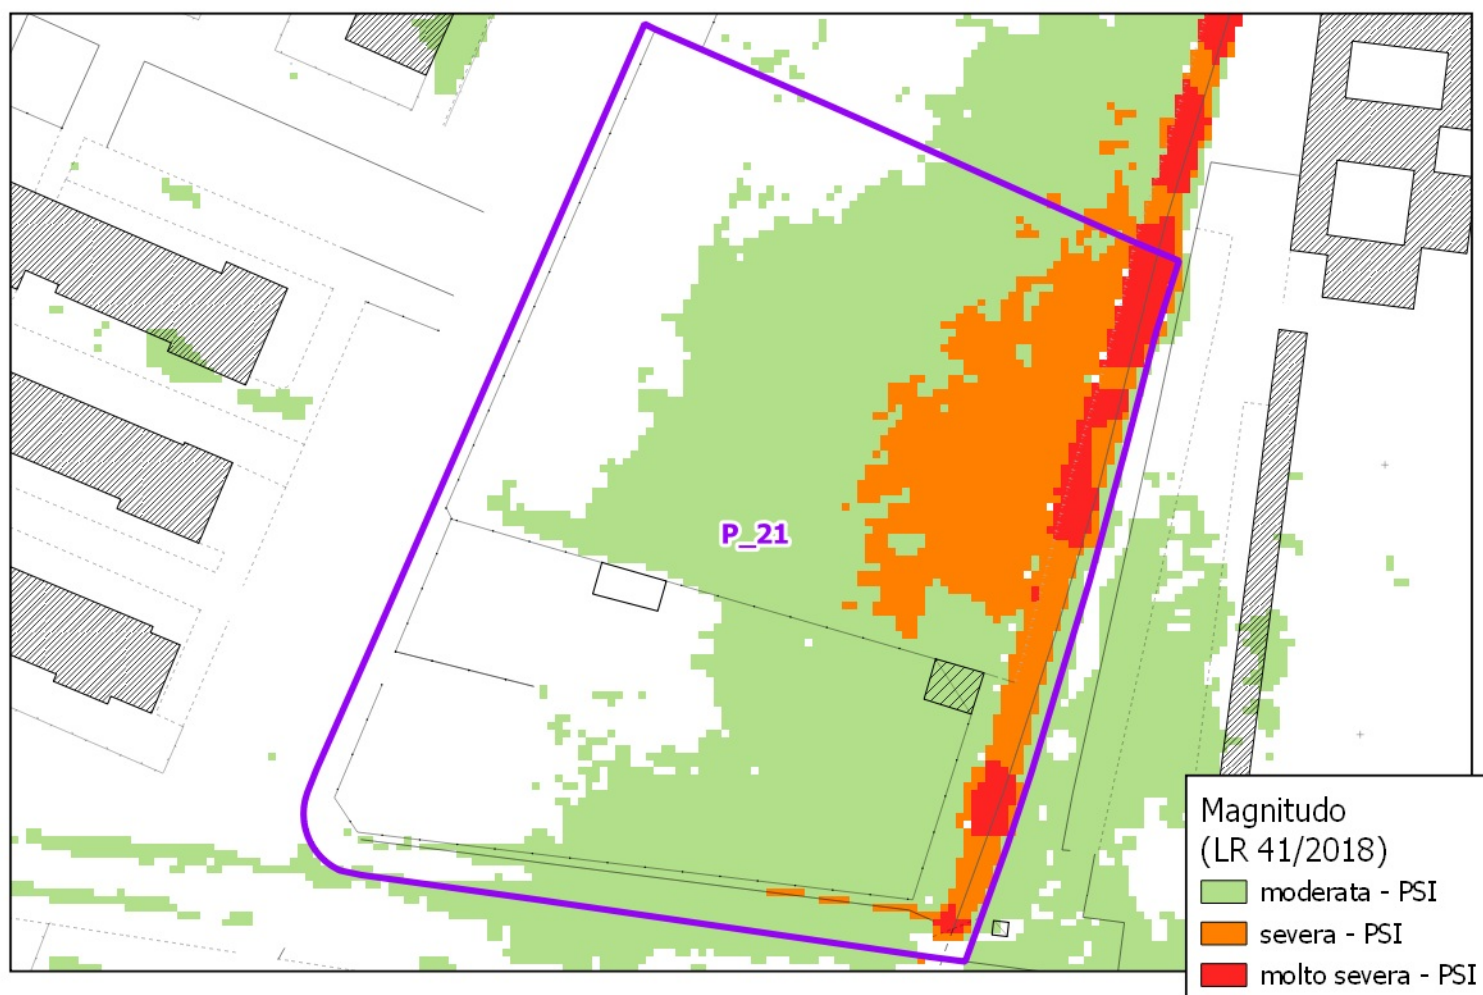 P_21
Magnitudo
(LR 41/2018)
moderata - PSI
severa - PSI
molto severa - PSI